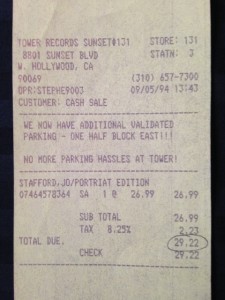 TOWER RECORDS SUNSET#131 STORE: 131
8801 SUNSET BLVD STATN: 3
W. HOLLYWOOD, CA
90069 (310) 657-7300
OPR:STEPHE9003 09/05/94 13:43
CUSTOMER: CASH SALE
WE NOW HAVE ADDITIONAL VALIDATED
PARKING - ONE HALF BLOCK EAST!!!
NO MORE PARKING HASSLES AT TOWER!
STAFFORD,JO/PORTRIAT EDITION
07464578364 SA 1 @ 26.99 26.99
SUB TOTAL 26.99
TAX 8.25% 2.23
TOTAL DUE. 29.22
CHECK 29.22